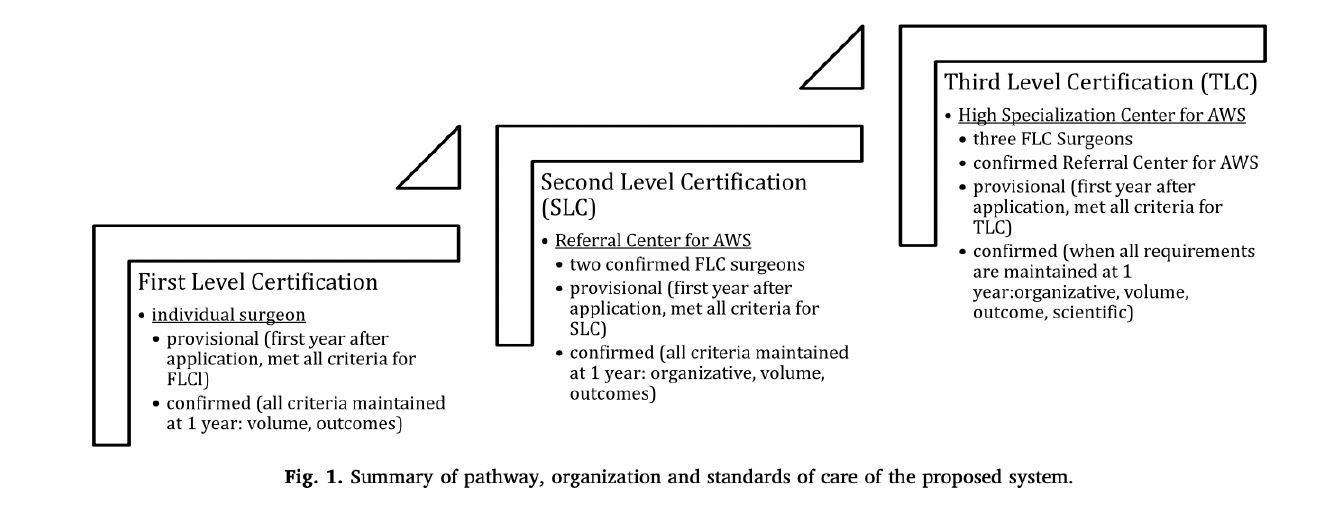 First Level Certification
• individual surgeon
• provisional (first year after
application, met all criteria for
FLCl)
• confirmed (all criteria maintained
at 1 year: volume, outcomes)
Second Level Certification
(SLC)
• Referral Center for AWS
• two confirmed FLC surgeons
• provisional (first year after
application, met all criteria for
SLC)
• confirmed (all criteria maintained
at 1 year: organizative, volume,
outcomes)
Third Level Certification (TLC)
• High Specialization Center for AWS
• three FLC Surgeons
• confirmed Referral Center for AWS
• provisional (first year after
application, met all criteria for
TLC)
• confirmed (when all requirements
are maintained at 1
year:organizative, volume,
outcome, scientific)
Fig. 1. Summary of pathway, organization and standards of care of the proposed system.